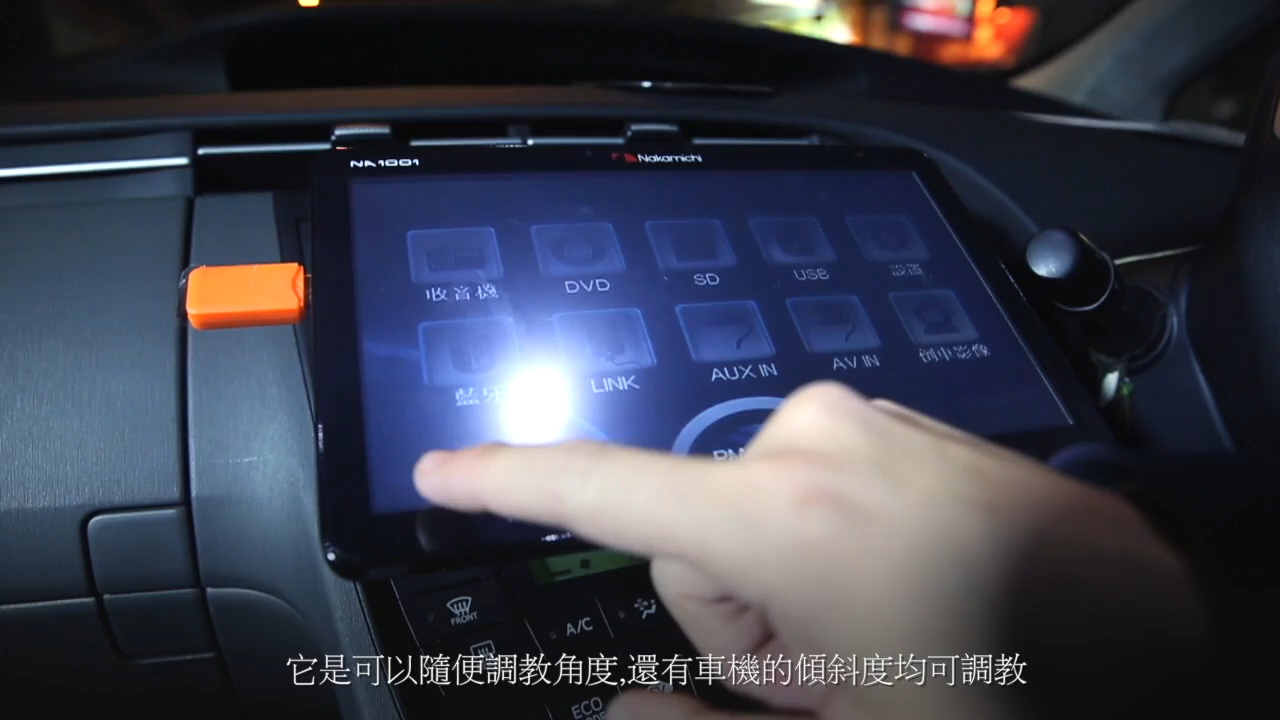 NA1001
Nakamichi
收音機
DVD
SD
USB
設置
藍牙
LINK
AUX IN
AV IN
倒車影像
FRONT
A/C
ECO
它是可以隨便調教角度,還有車機的傾斜度均可調教